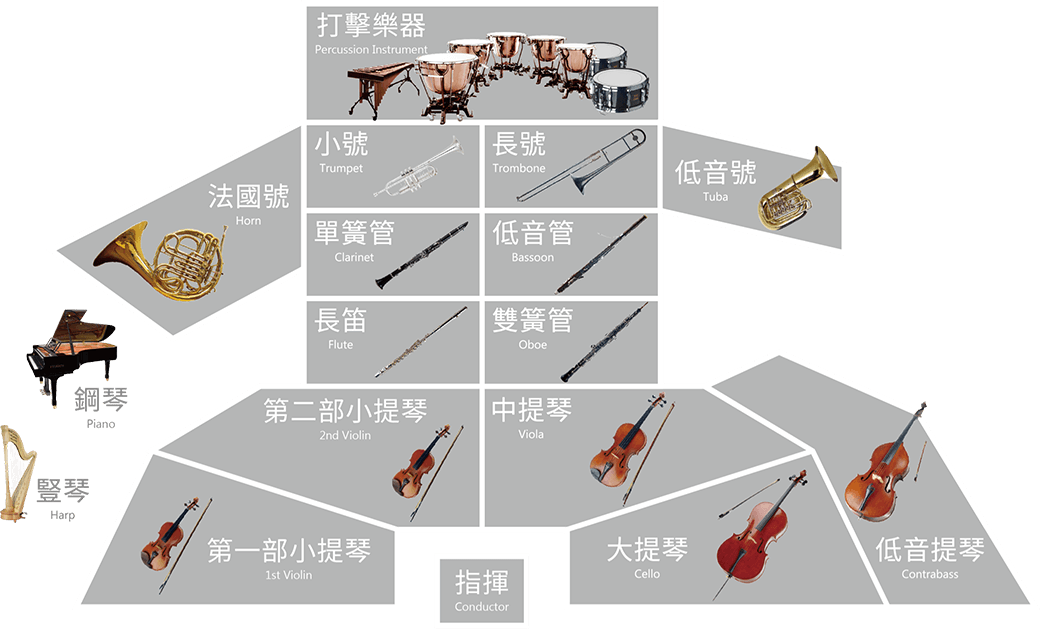 打擊樂器
Percussion Instrument
小號
Trumpet
長號
Trombone
低音號
Tuba
法國號
Horn
單簧管
Clarinet
低音管
Bassoon
長笛
Flute
雙簧管
Oboe
鋼琴
Piano
第二部小提琴
2nd Violin
中提琴
Viola
豎琴
Harp
第一部小提琴
1st Violin
大提琴
Cello
低音提琴
Contrabass
指揮
Conductor